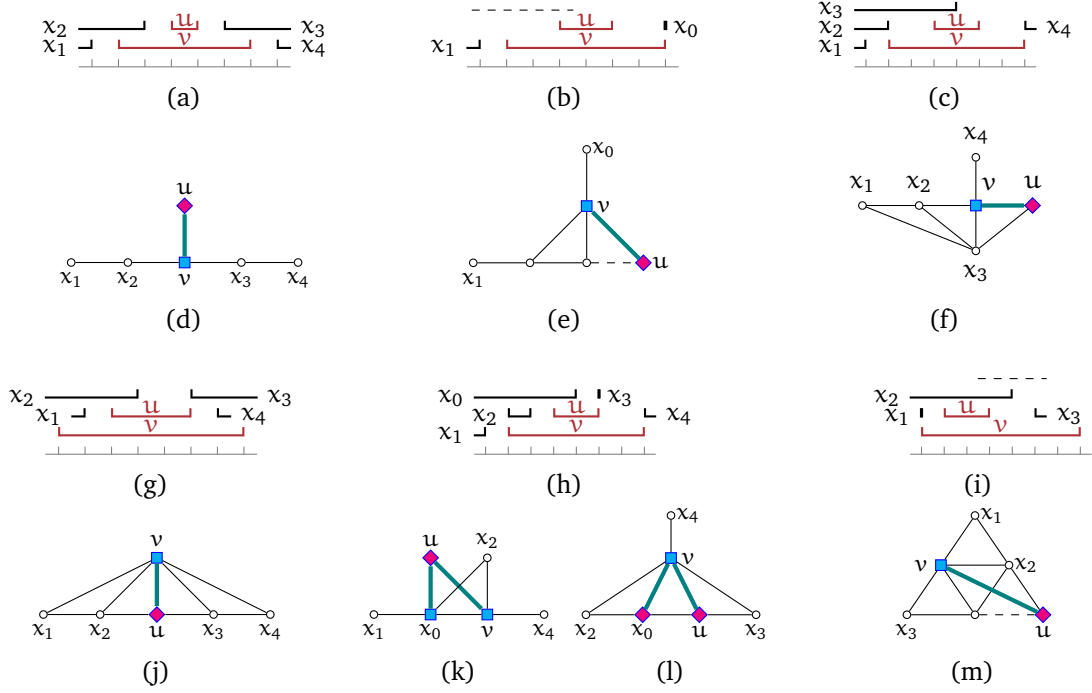 x₂ u x₃
x₁ v x₄
(a)
u x₀
x₁ v
(b)
x₃
x₂ u x₄
x₁ v
(c)
u
x₁ x₂ v x₃ x₄
(d)
x₀
v
x₁ u
(e)
x₄
x₁ x₂ v u
x₃
(f)
x₂ x₃
x₁ u x₄
v
(g)
x₀ x₃
x₂ u x₄
x₁ v
(h)
x₂
x₁ u x₃
v
(i)
v
x₁ x₂ u x₃ x₄
(j)
u x₂
x₁ x₀ v x₄
(k)
x₄
v
x₂ x₀ u x₃
(l)
x₁
v x₂
x₃ u
(m)